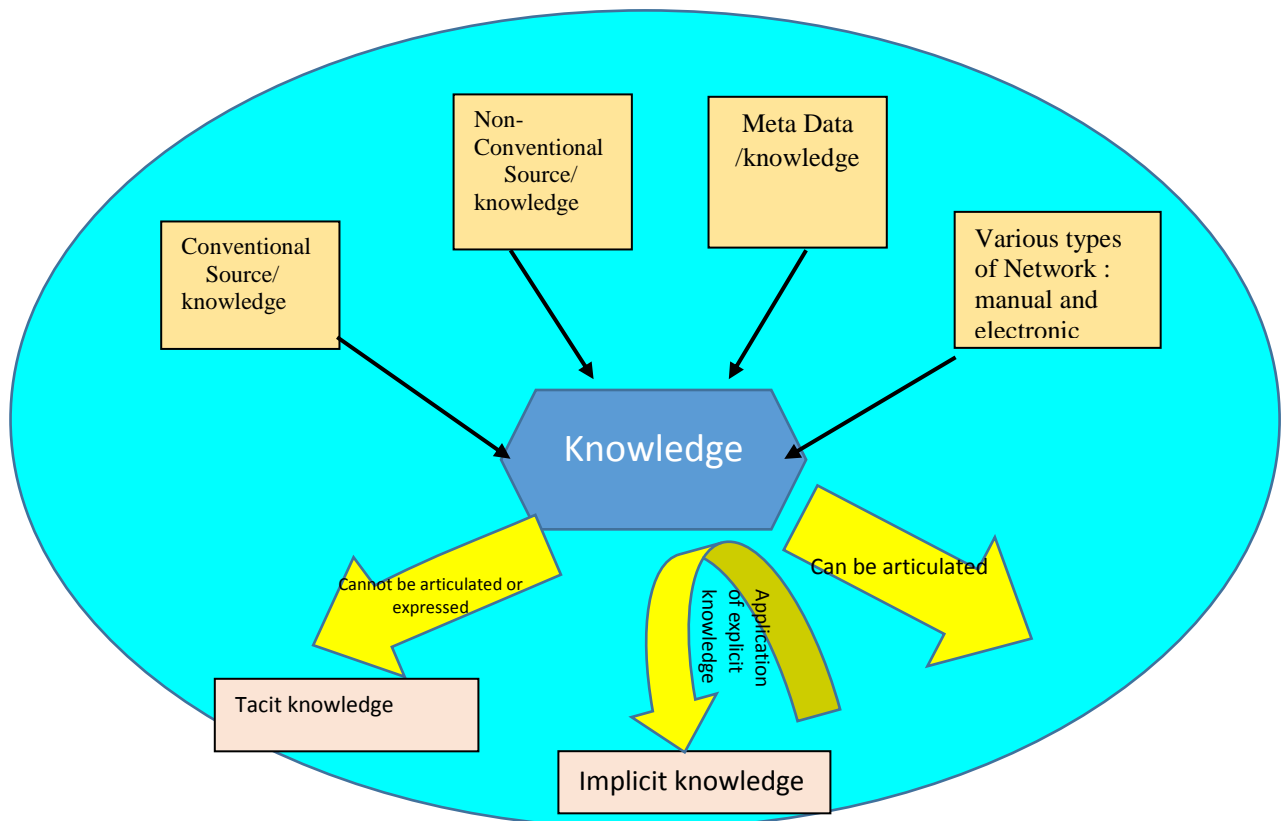 Non-
Conventional
Source/
knowledge
Meta Data
/knowledge
Conventional
Source/
knowledge
Various types
of Network :
manual and
electronic
Knowledge
Cannot be articulated or
expressed
Application
of explicit
knowledge
Can be articulated
Tacit knowledge
Implicit knowledge